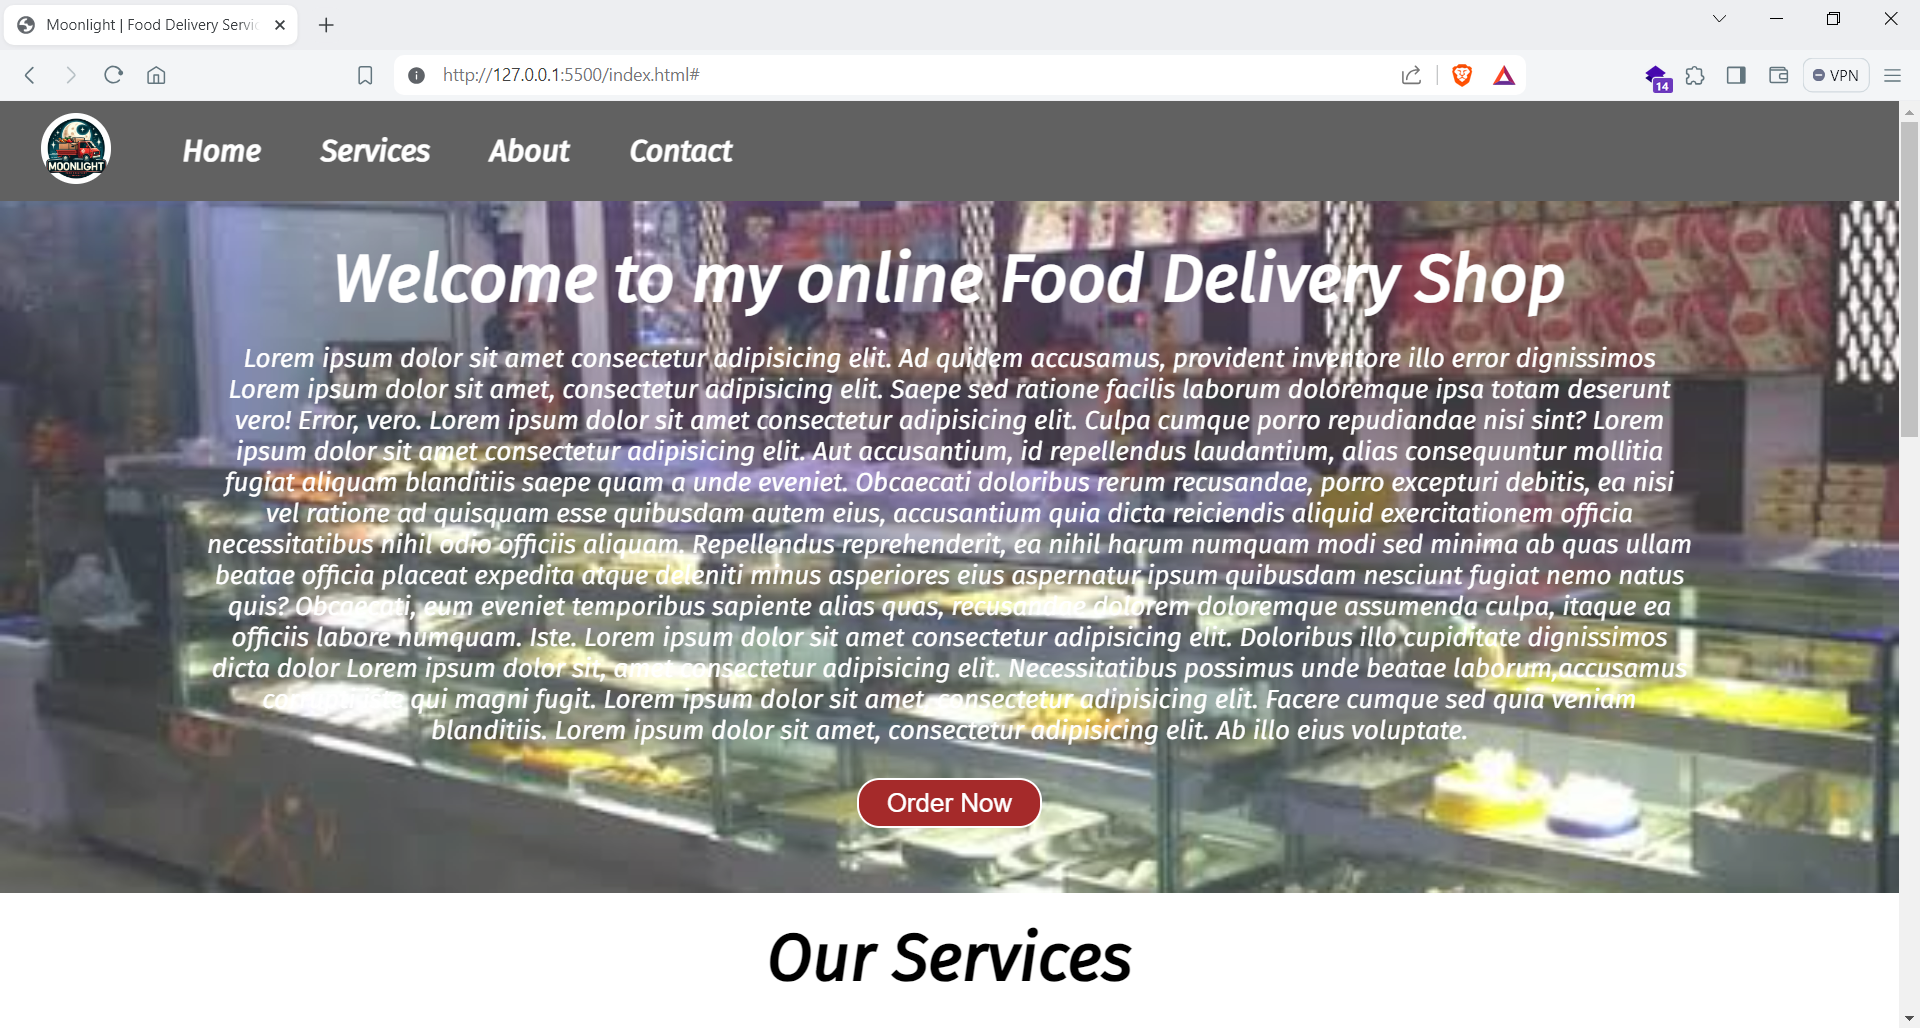 Moonlight | Food Delivery Servic
http://127.0.0.1:5500/index.html#
14
VPN
MOONLIGHT
Home Services About Contact
Welcome to my online Food Delivery Shop
Lorem ipsum dolor sit amet consectetur adipisicing elit. Ad quidem accusamus, provident inventore illo error dignissimos
Lorem ipsum dolor sit amet, consectetur adipisicing elit. Saepe sed ratione facilis laborum doloremque ipsa totam deserunt
vero! Error, vero. Lorem ipsum dolor sit amet consectetur adipisicing elit. Culpa cumque porro repudiandae nisi sint? Lorem
ipsum dolor sit amet consectetur adipisicing elit. Aut accusantium, id repellendus laudantium, alias consequuntur mollitia
fugiat aliquam blanditiis saepe quam a unde eveniet. Obcaecati doloribus rerum recusandae, porro excepturi debitis, ea nisi
vel ratione ad quisquam esse quibusdam autem eius, accusantium quia dicta reiciendis aliquid exercitationem officia
necessitatibus nihil odio officiis aliquam. Repellendus reprehenderit, ea nihil harum numquam modi sed minima ab quas ullam
beatae officia placeat expedita atque deleniti minus asperiores eius aspernatur ipsum quibusdam nesciunt fugiat nemo natus
quis? Obcaecati, eum eveniet temporibus sapiente alias quas, recusandae dolorem doloremque assumenda culpa, itaque ea
officiis labore numquam. Iste. Lorem ipsum dolor sit amet consectetur adipisicing elit. Doloribus illo cupiditate dignissimos
dicta dolor Lorem ipsum dolor sit, amet consectetur adipisicing elit. Necessitatibus possimus unde beatae laborum,accusamus
qui magni fugit. Lorem ipsum dolor sit amet, consectetur adipisicing elit. Facere cumque sed quia veniam
blanditiis. Lorem ipsum dolor sit amet, consectetur adipisicing elit. Ab illo eius voluptate.
Order Now
Our Services